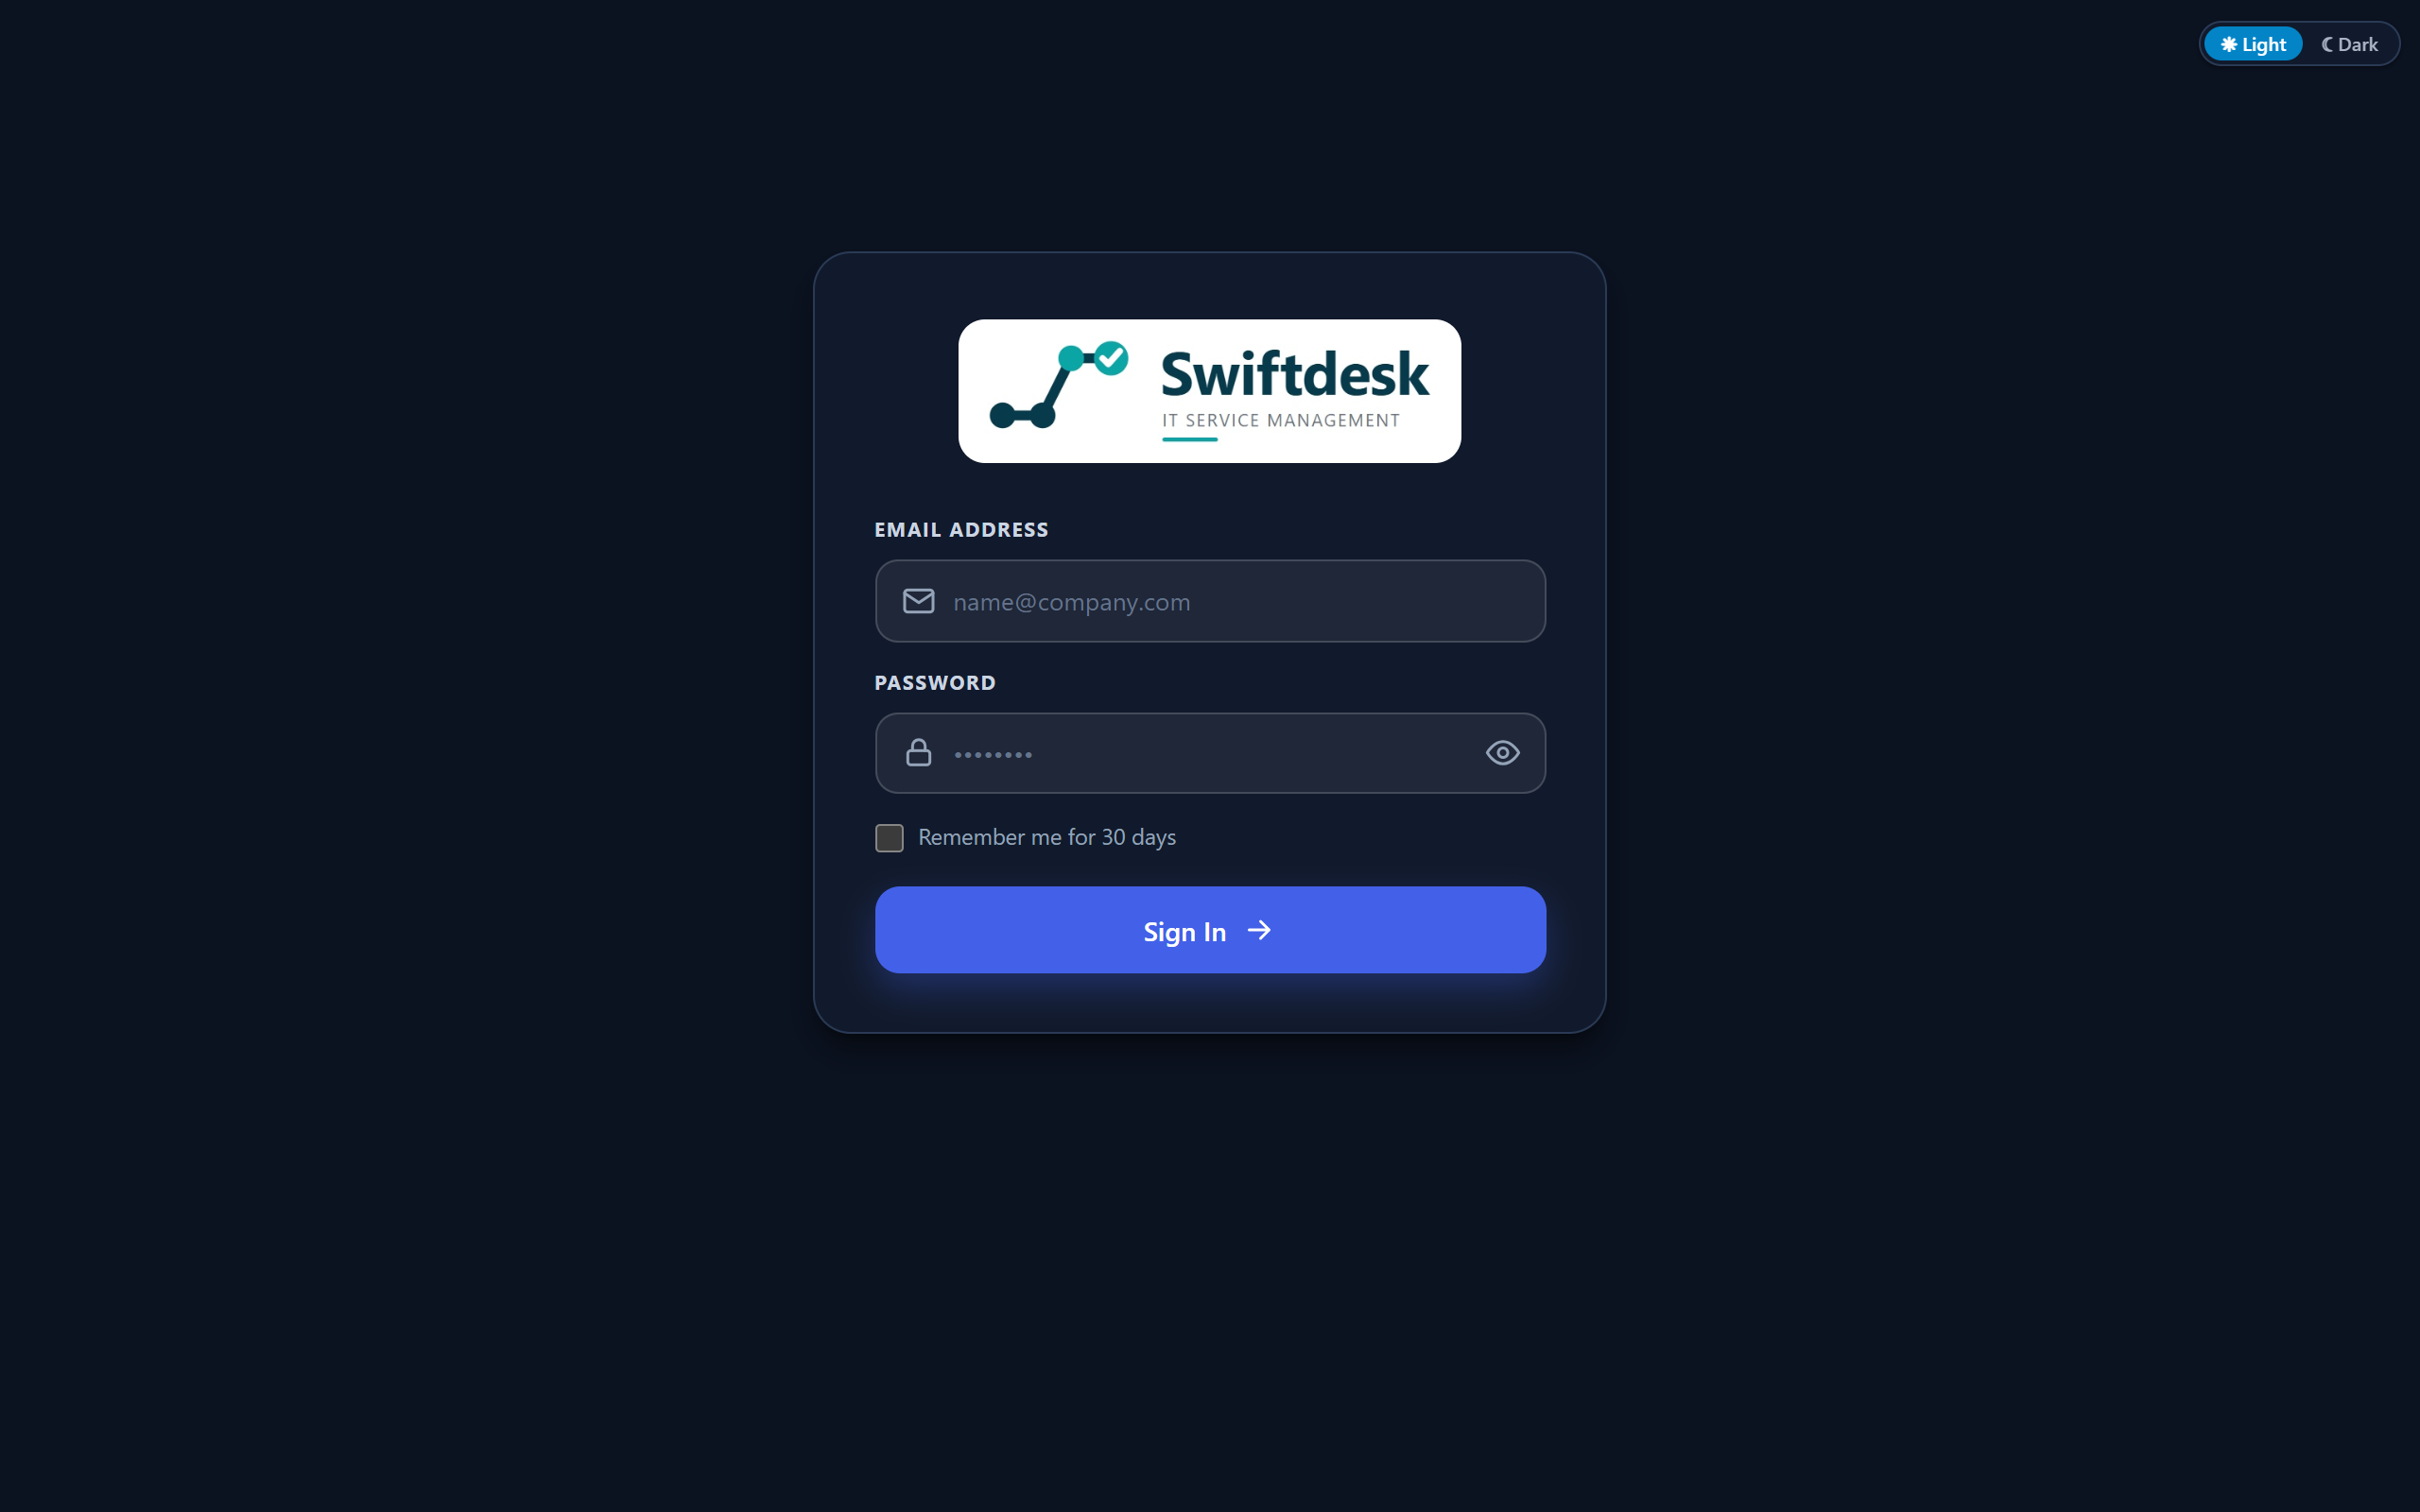 Light Dark
Swiftdesk
IT SERVICE MANAGEMENT
EMAIL ADDRESS
name@company.com
PASSWORD
••••••••
Remember me for 30 days
Sign In →